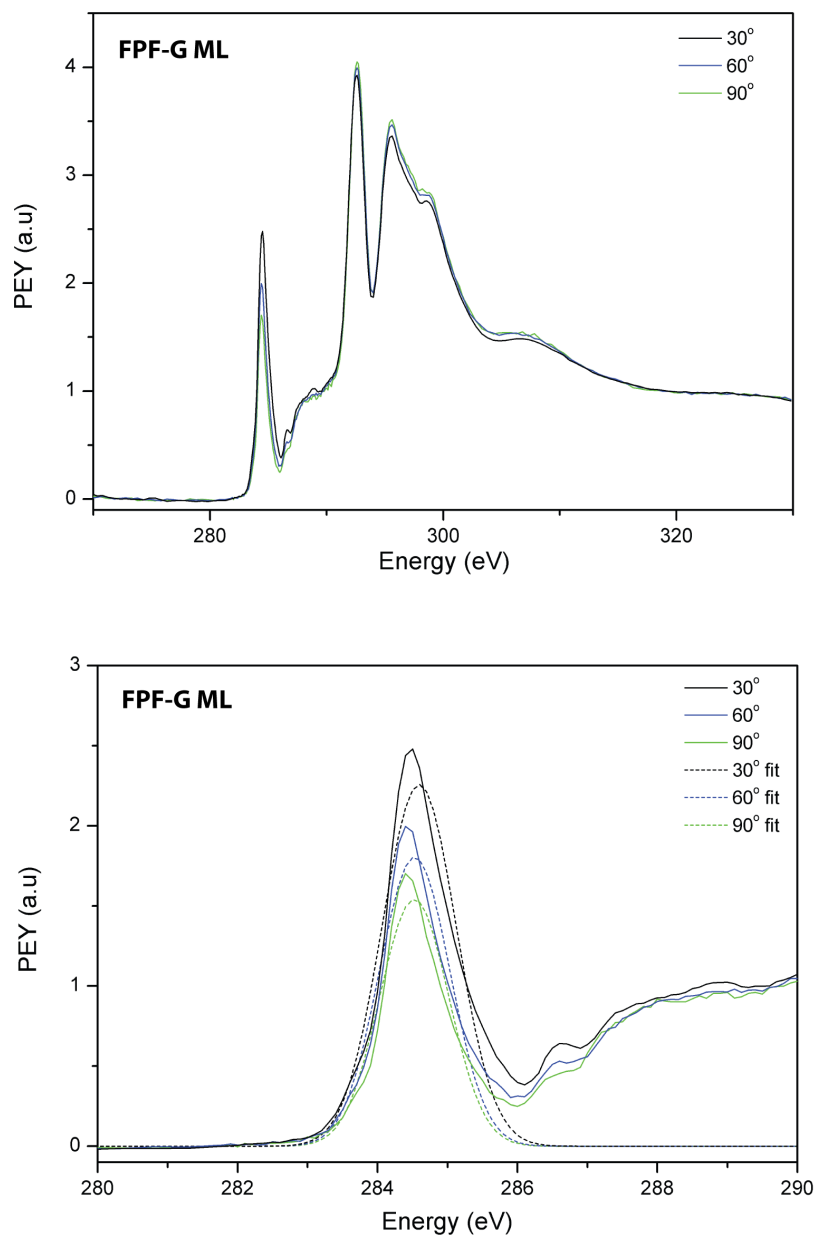 FPF-G ML
30°
60°
90°
4
3
2
1
0
PEY (a.u)
280
300
320
Energy (eV)
FPF-G ML
30°
60°
90°
30° fit
60° fit
90° fit
3
2
1
0
PEY (a.u)
280
282
284
286
288
290
Energy (eV)